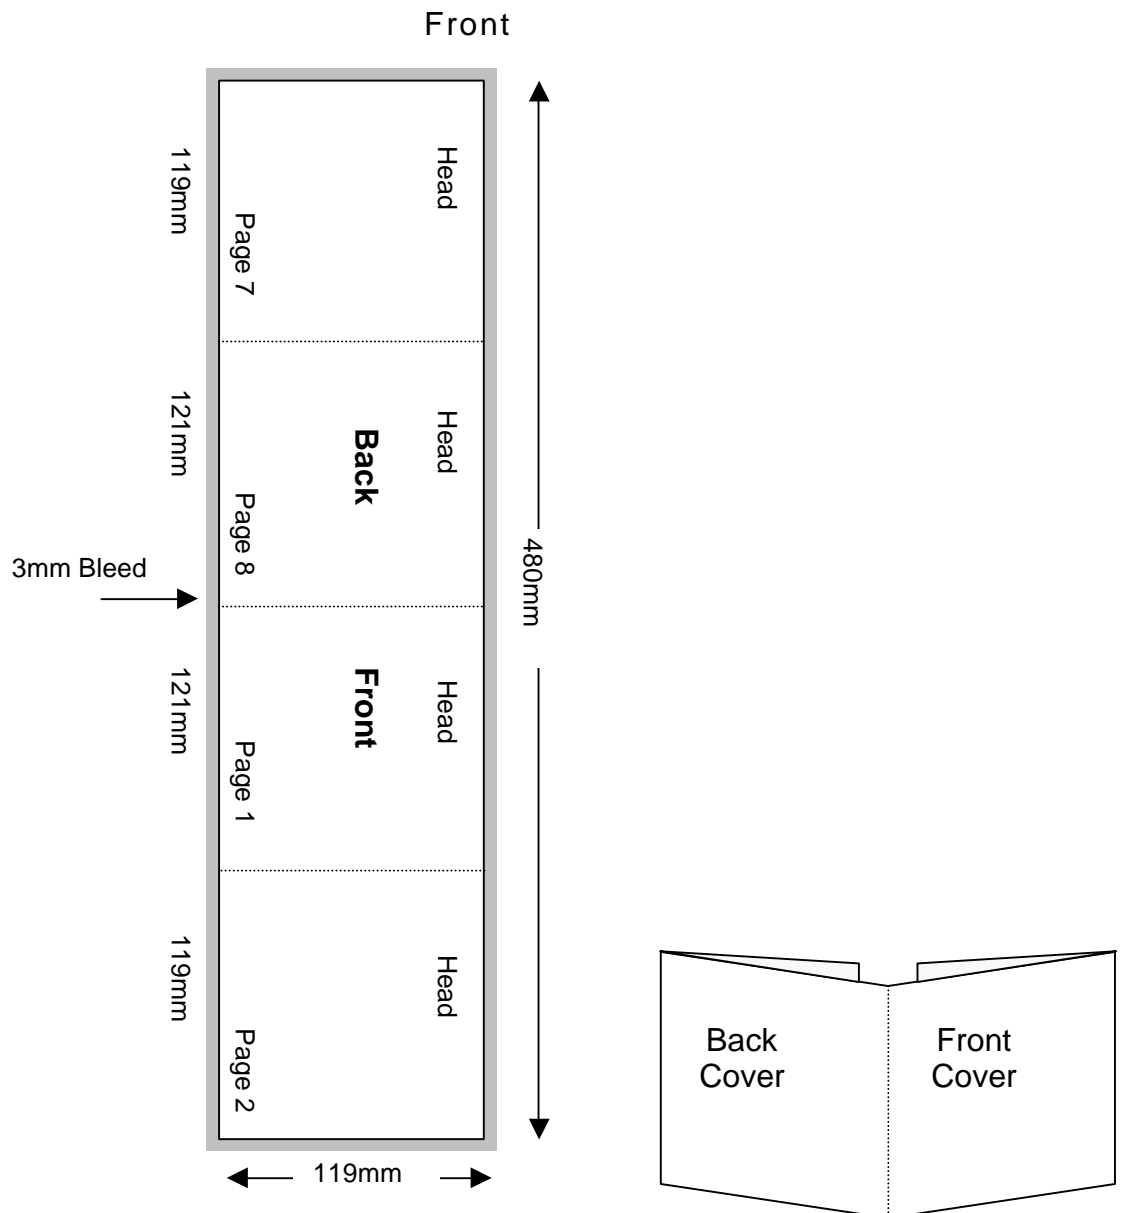 Front
119mm
Head
Page 7
121mm
Head
Back
Page 8
3mm Bleed
480mm
121mm
Head
Front
Page 1
119mm
Head
Page 2
119mm
Back
Cover
Front
Cover